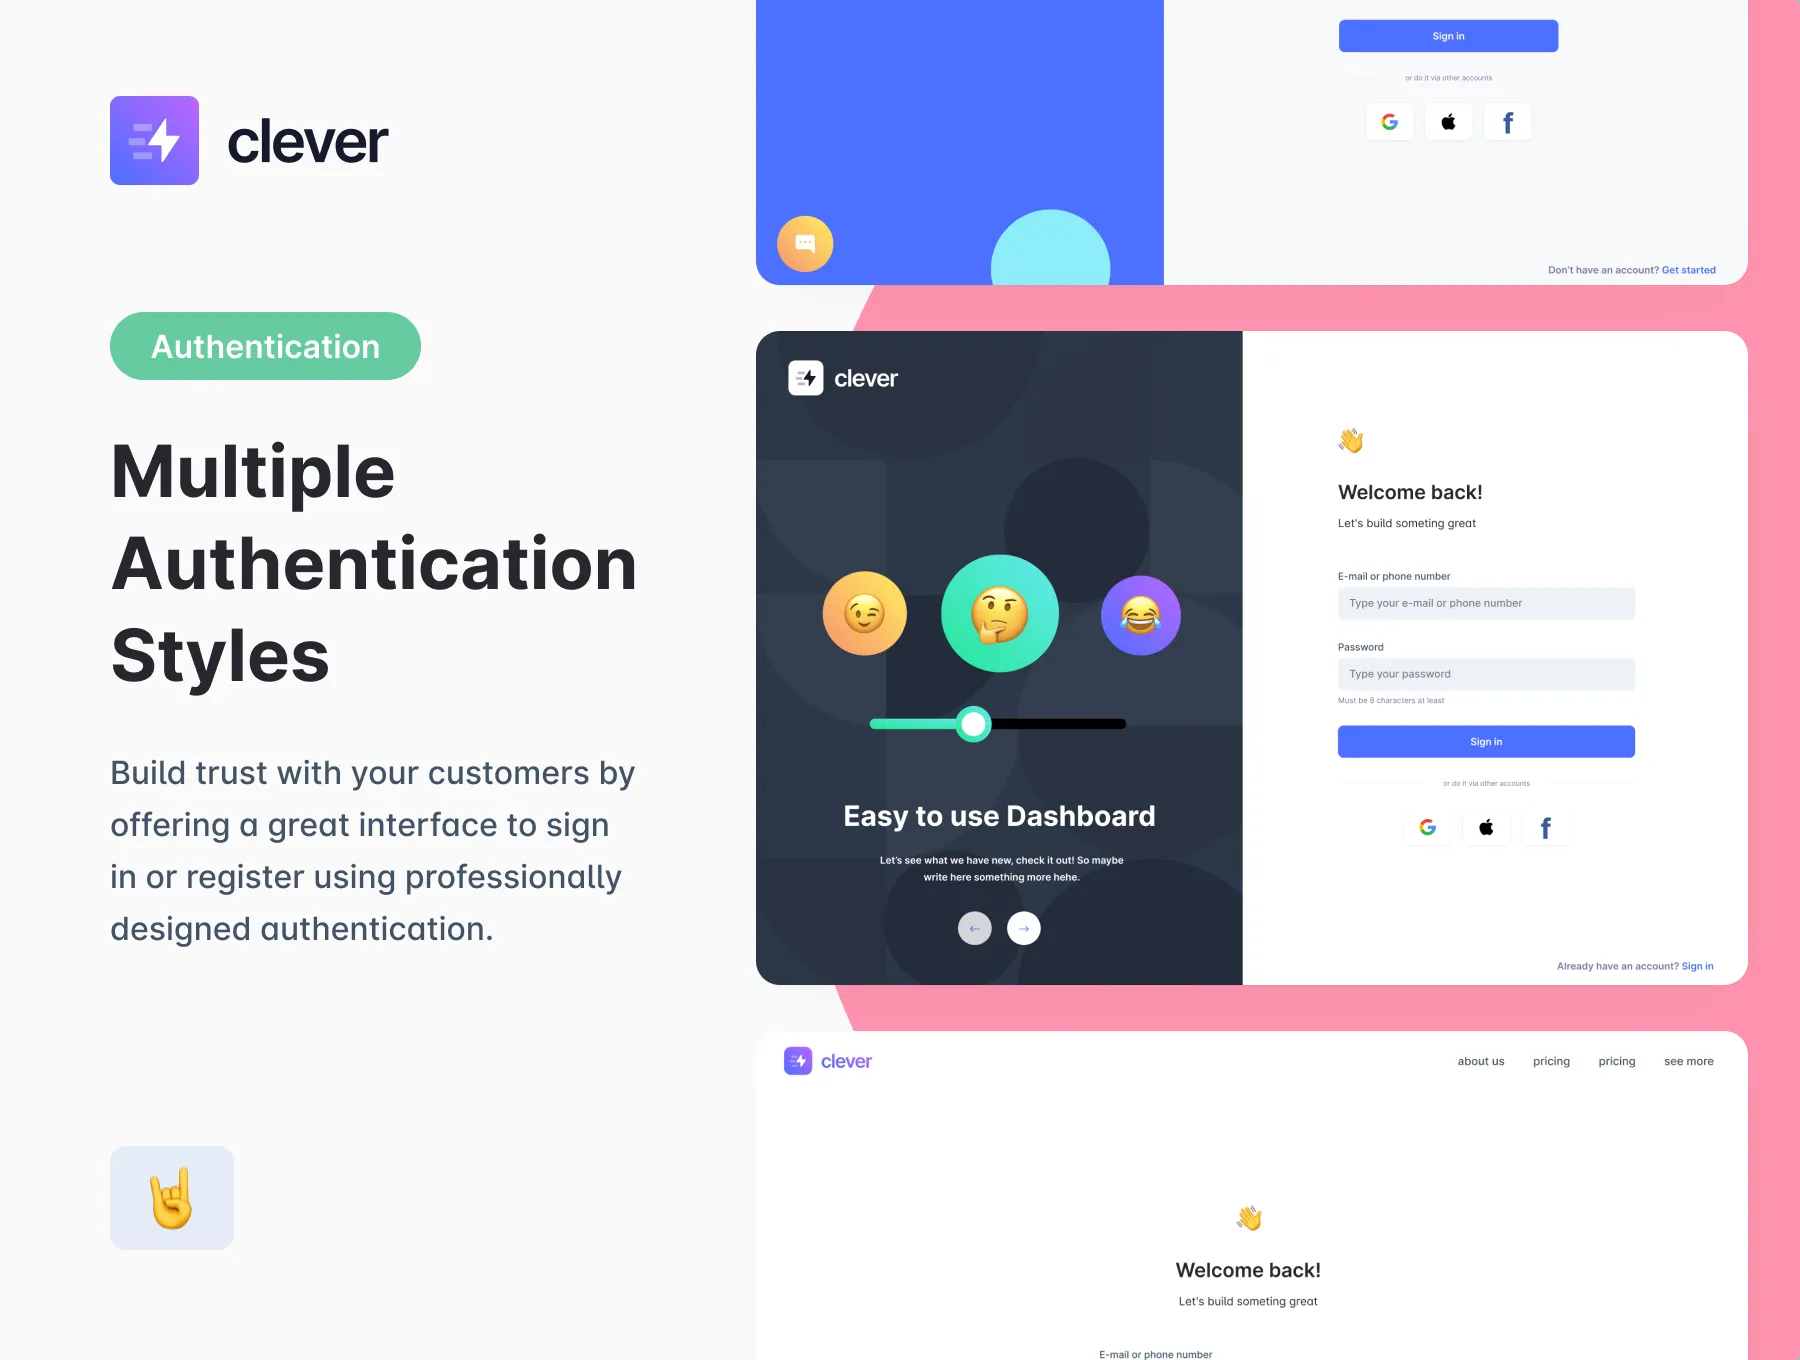 clever
Authentication
Multiple
Authentication
Styles
Build trust with your customers by
offering a great interface to sign
in or register using professionally
designed authentication.
Sign in
or do it via other accounts
Don't have an account? Get started
clever
Easy to use Dashboard
Let's see what we have new, check it out! So maybe
write here something more hehe.
Welcome back!
Let's build someting great
E-mail or phone number
Type your e-mail or phone number
Password
Type your password
Must be 8 characters at least
Sign in
or do it via other accounts
Already have an account? Sign in
clever
about us pricing pricing see more
Welcome back!
Let's build someting great
E-mail or phone number